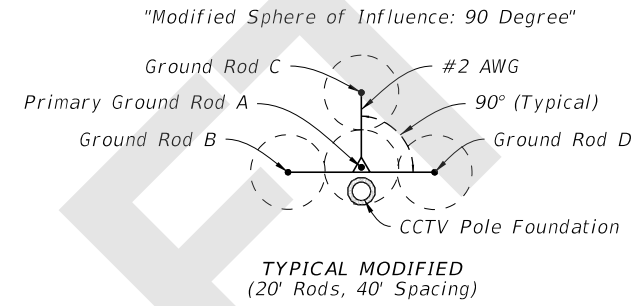 "Modified Sphere of Influence: 90 Degree"
Ground Rod C
#2 AWG
Primary Ground Rod A
90° (Typical)
Ground Rod B
Ground Rod D
CCTV Pole Foundation
TYPICAL MODIFIED
(20' Rods, 40' Spacing)